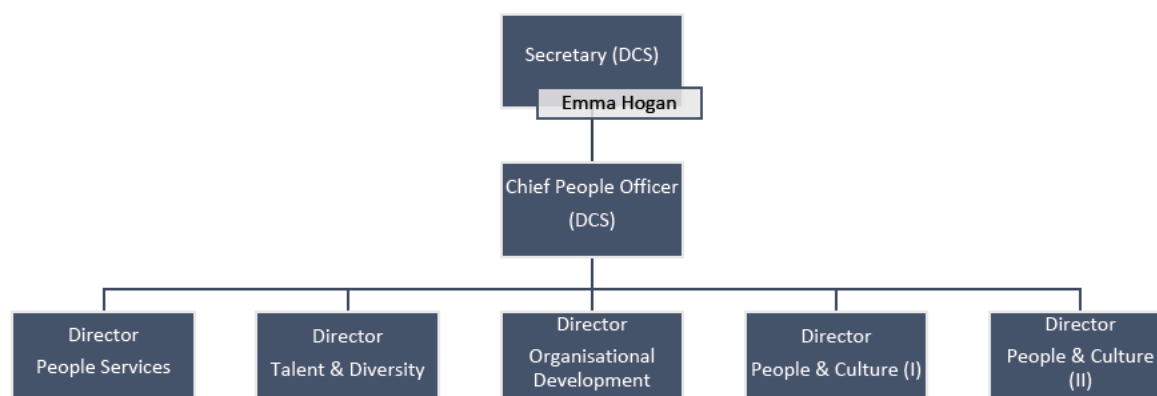 Secretary (DCS)
Emma Hogan
Chief People Officer
(DCS)
Director
People Services
Director
Talent & Diversity
Director
Organisational
Development
Director
People & Culture (I)
Director
People & Culture
(II)